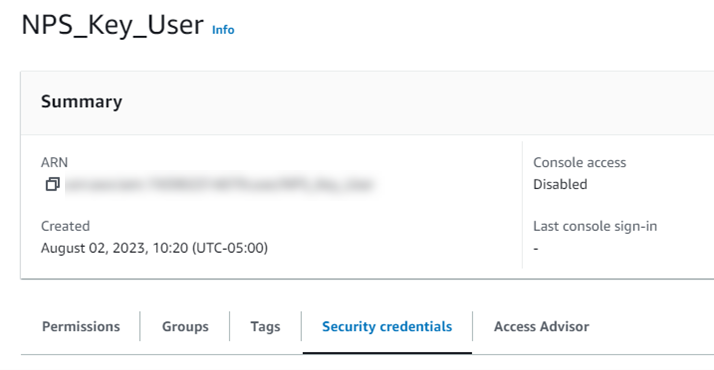 NPS_Key_User Info
Summary
ARN
Console access
Disabled
Created
August 02, 2023, 10:20 (UTC-05:00)
Last console sign-in
-
Permissions
Groups
Tags
Security credentials
Access Advisor